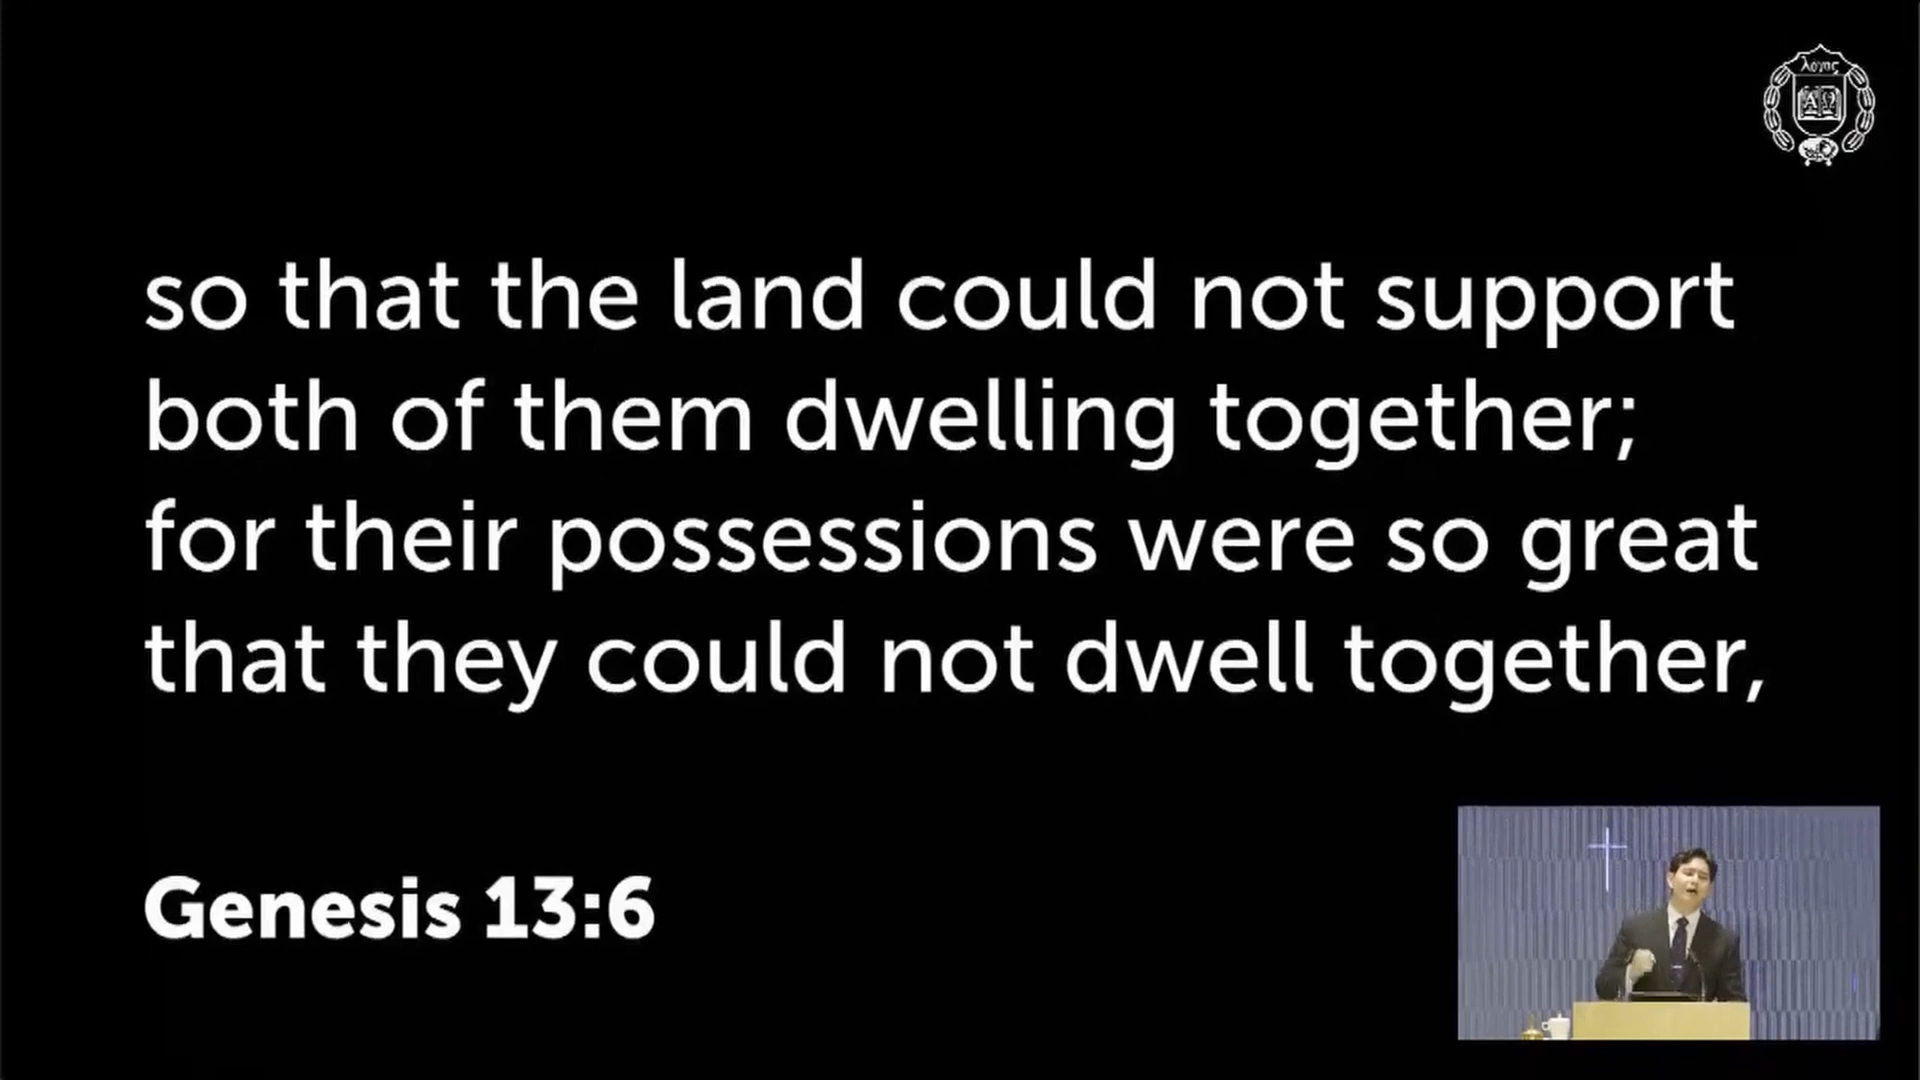 λογος
Α Ω
so that the land could not support
both of them dwelling together;
for their possessions were so great
that they could not dwell together,
Genesis 13:6